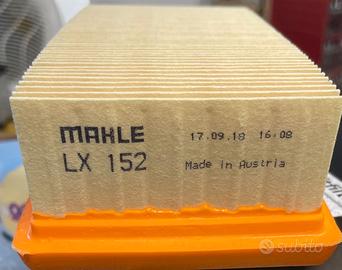 MAHLE
LX 152
17.09.18 16:08
Made in Austria
subito